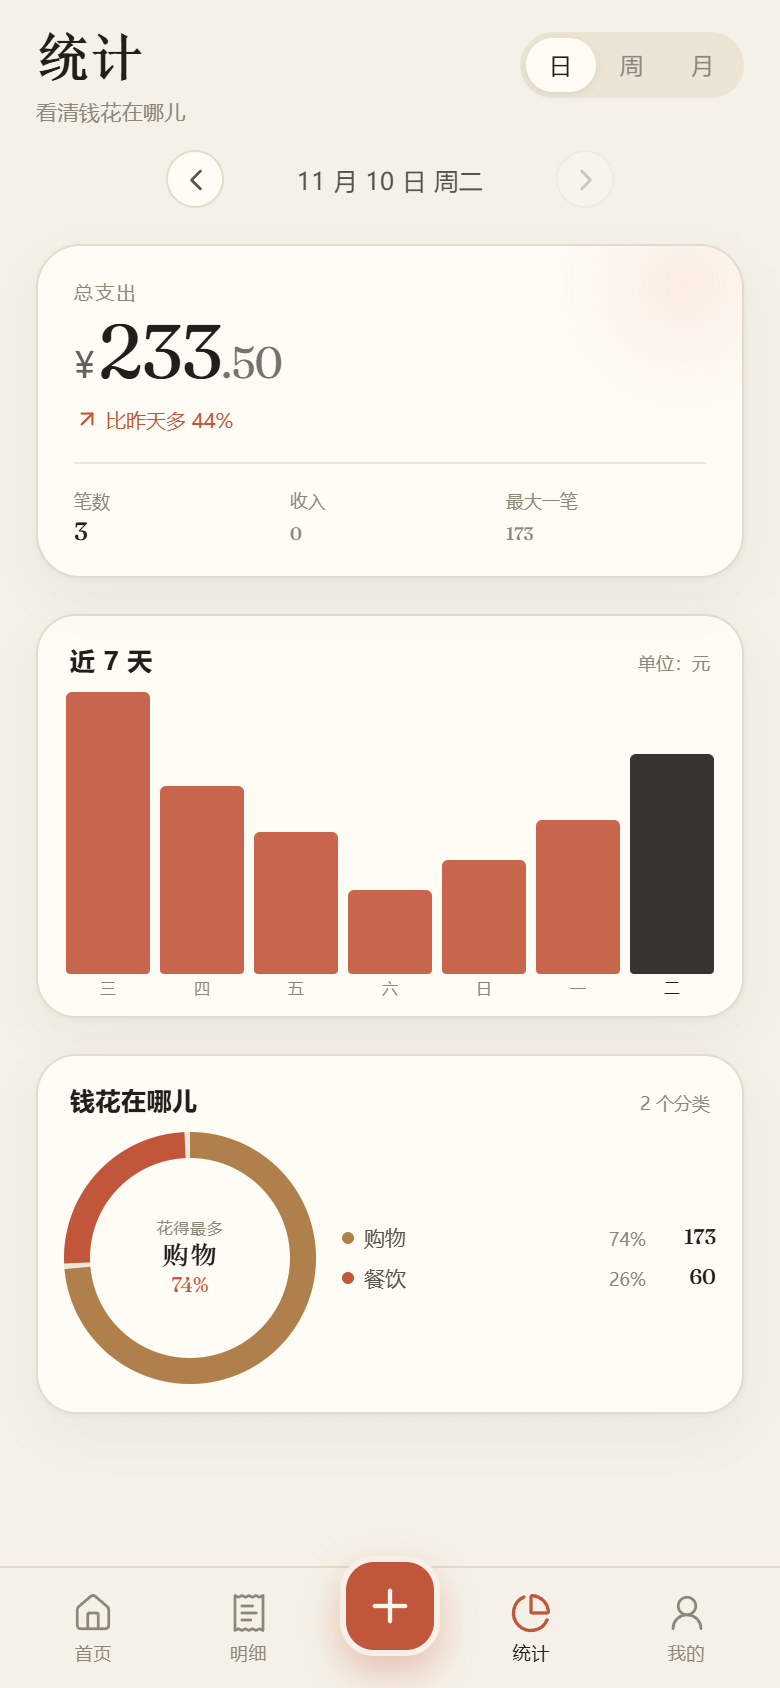 统计
日 周 月
看清钱花在哪儿
11 月 10 日 周二
总支出
¥233.50
比昨天多 44%
笔数 收入 最大一笔
3 0 173
近 7 天 单位：元
三 四 五 六 日 一 二
钱花在哪儿 2 个分类
花得最多
购物
74%
购物 74% 173
餐饮 26% 60
首页 明细 统计 我的